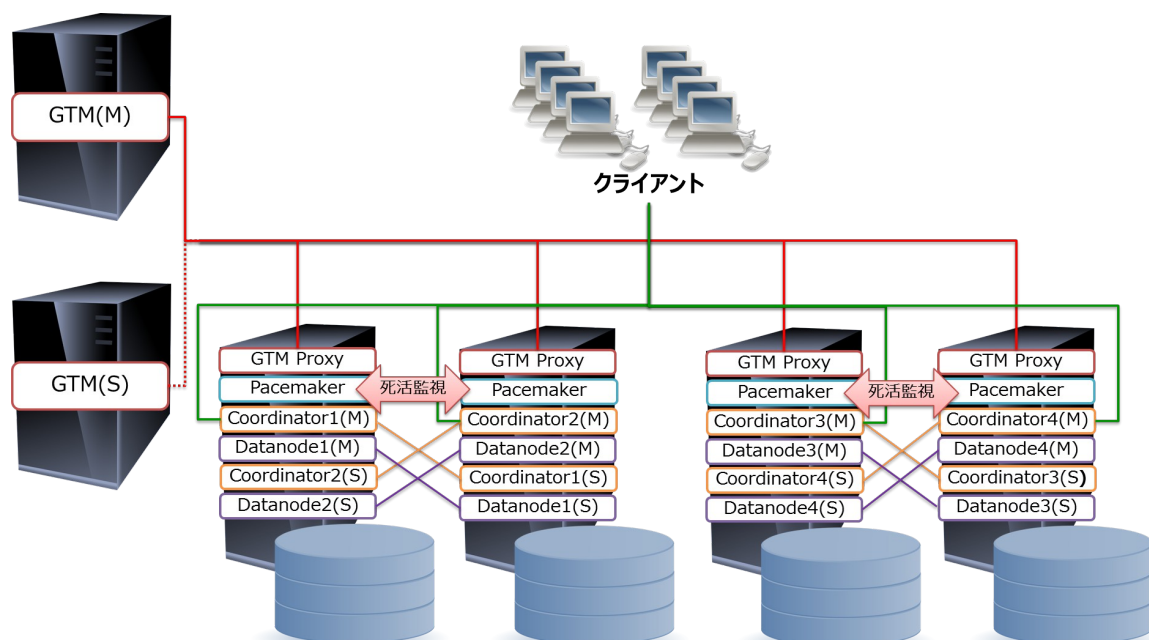 GTM(M)
クライアント
GTM(S)
GTM Proxy
Pacemaker
Coordinator1(M)
Datanode1(M)
Coordinator2(S)
Datanode2(S)
死活監視
GTM Proxy
Pacemaker
Coordinator2(M)
Datanode2(M)
Coordinator1(S)
Datanode1(S)
GTM Proxy
Pacemaker
Coordinator3(M)
Datanode3(M)
Coordinator4(S)
Datanode4(S)
死活監視
GTM Proxy
Pacemaker
Coordinator4(M)
Datanode4(M)
Coordinator3(S)
Datanode3(S)